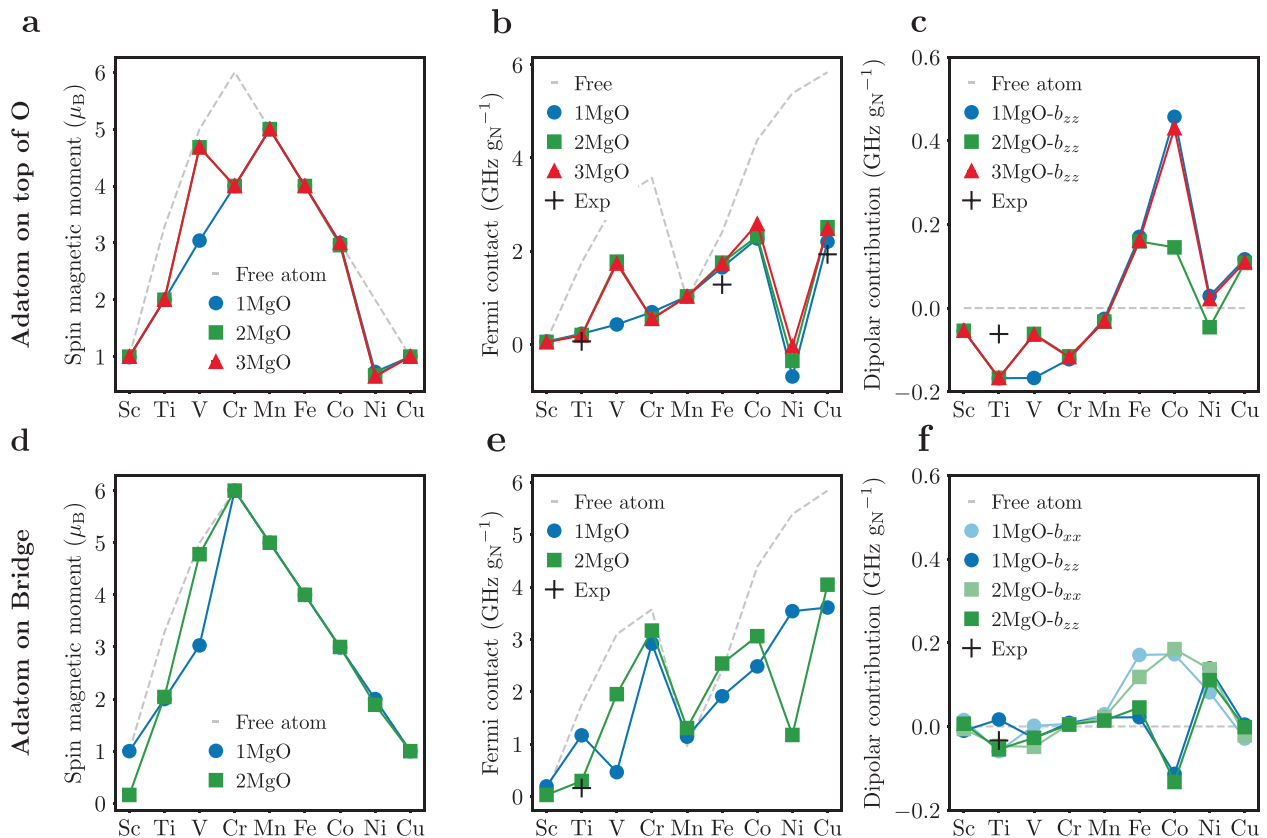 a
Adatom on top of O
Spin magnetic moment (μB)
6
5
4
3
2
1
Free atom
1MgO
2MgO
3MgO
Sc Ti V Cr Mn Fe Co Ni Cu
b
Fermi contact (GHz gN⁻¹)
6
4
2
0
Free
1MgO
2MgO
3MgO
Exp
Sc Ti V Cr Mn Fe Co Ni Cu
c
Dipolar contribution (GHz gN⁻¹)
0.6
0.4
0.2
0.0
−0.2
Free atom
1MgO-bzz
2MgO-bzz
3MgO-bzz
Exp
Sc Ti V Cr Mn Fe Co Ni Cu
d
Adatom on Bridge
Spin magnetic moment (μB)
6
5
4
3
2
1
0
Free atom
1MgO
2MgO
Sc Ti V Cr Mn Fe Co Ni Cu
e
Fermi contact (GHz gN⁻¹)
6
5
4
3
2
1
0
Free atom
1MgO
2MgO
Exp
Sc Ti V Cr Mn Fe Co Ni Cu
f
Dipolar contribution (GHz gN⁻¹)
0.6
0.4
0.2
0.0
−0.2
Free atom
1MgO-bxx
1MgO-bzz
2MgO-bxx
2MgO-bzz
Exp
Sc Ti V Cr Mn Fe Co Ni Cu